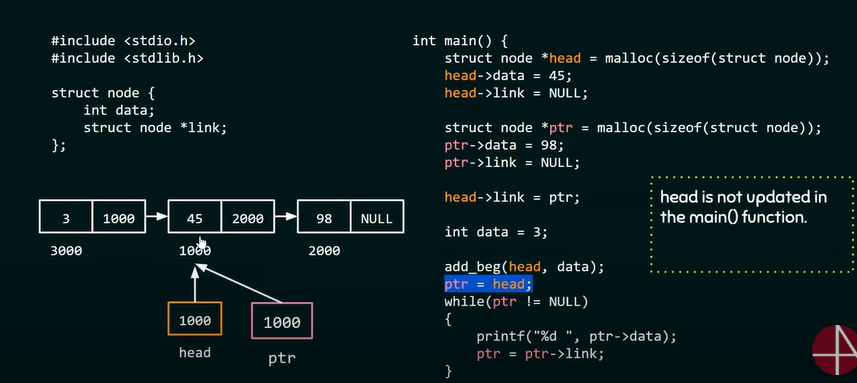 #include <stdio.h>
#include <stdlib.h>
struct node {
    int data;
    struct node *link;
};
3 1000 45 2000 98 NULL
3000 1000 2000
1000 1000
head ptr
int main() {
    struct node *head = malloc(sizeof(struct node));
    head->data = 45;
    head->link = NULL;
    struct node *ptr = malloc(sizeof(struct node));
    ptr->data = 98;
    ptr->link = NULL;
    head->link = ptr;
    int data = 3;
    add_beg(head, data);
    ptr = head;
    while(ptr != NULL)
    {
        printf("%d ", ptr->data);
        ptr = ptr->link;
    }
head is not updated in
the main() function.